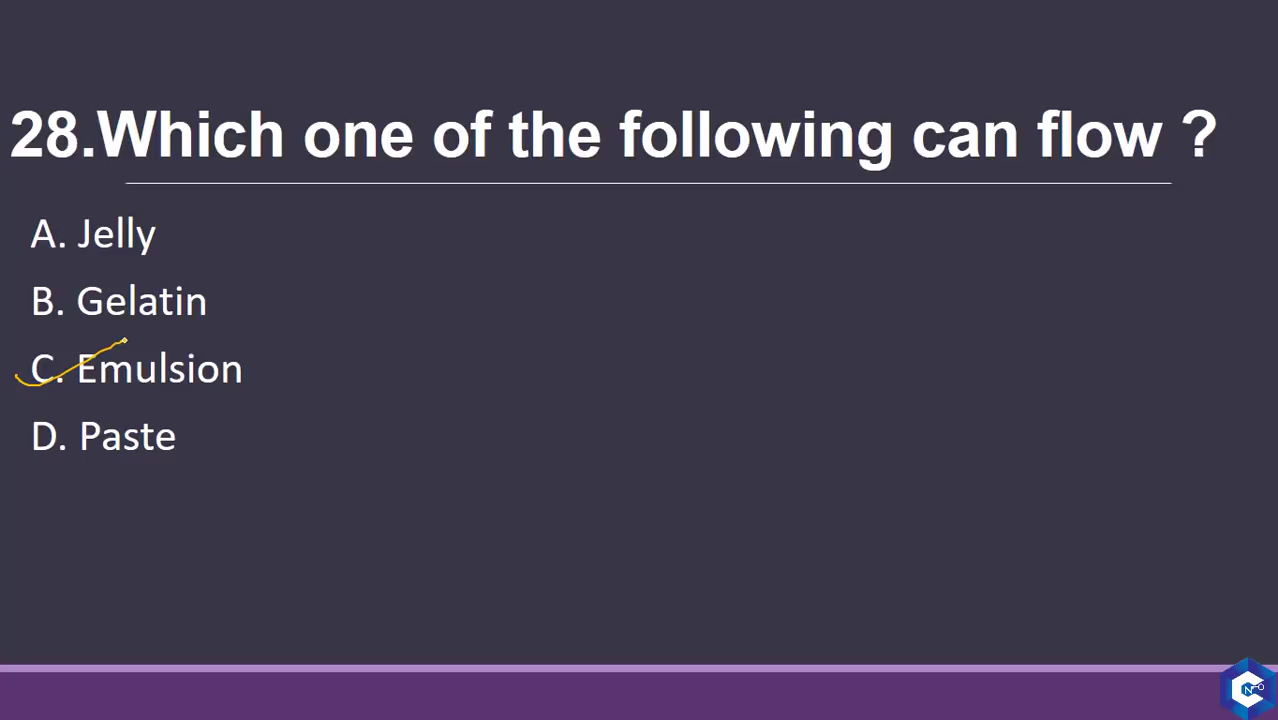 28.Which one of the following can flow ?
A. Jelly
B. Gelatin
C. Emulsion
D. Paste